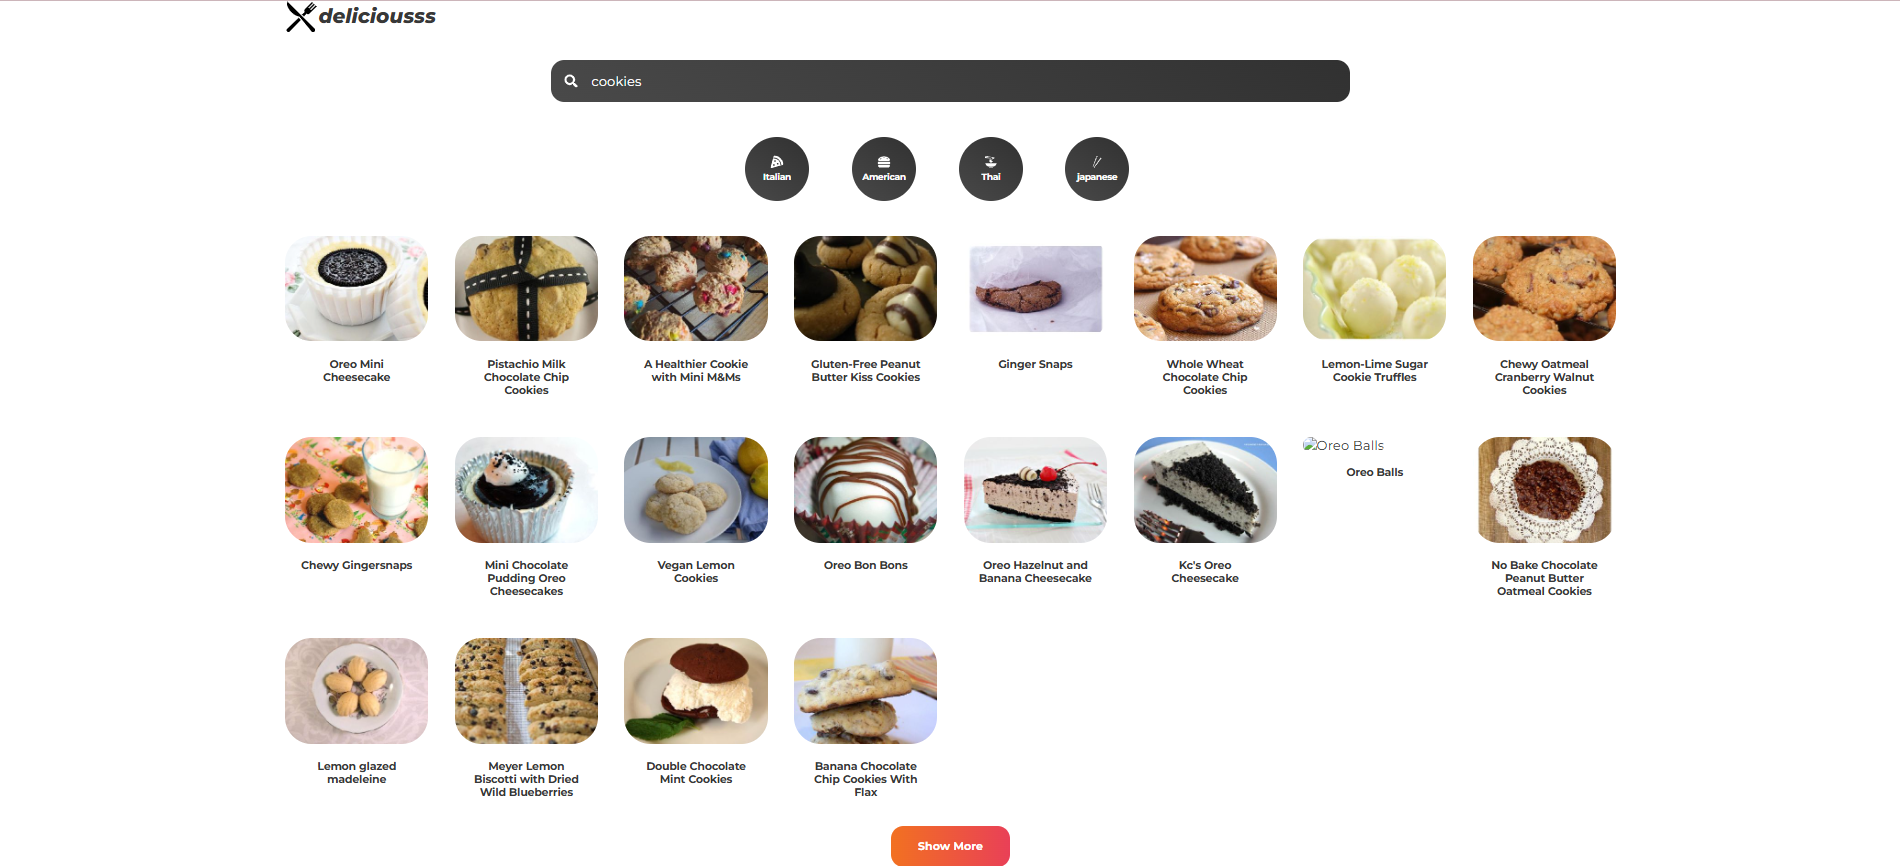 deliciousss
cookies
Italian
American
Thai
Japanese
Oreo Mini
Cheesecake
Pistachio Milk
Chocolate Chip
Cookies
A Healthier Cookie
with Mini M&Ms
Gluten-Free Peanut
Butter Kiss Cookies
Ginger Snaps
Whole Wheat
Chocolate Chip
Cookies
Lemon-Lime Sugar
Cookie Truffles
Chewy Oatmeal
Cranberry Walnut
Cookies
Chewy Gingersnaps
Mini Chocolate
Pudding Oreo
Cheesecakes
Vegan Lemon
Cookies
Oreo Bon Bons
Oreo Hazelnut and
Banana Cheesecake
Kc's Oreo
Cheesecake
Oreo Balls
Oreo Balls
No Bake Chocolate
Peanut Butter
Oatmeal Cookies
Lemon glazed
madeleine
Meyer Lemon
Biscotti with Dried
Wild Blueberries
Double Chocolate
Mint Cookies
Banana Chocolate
Chip Cookies With
Flax
Show More